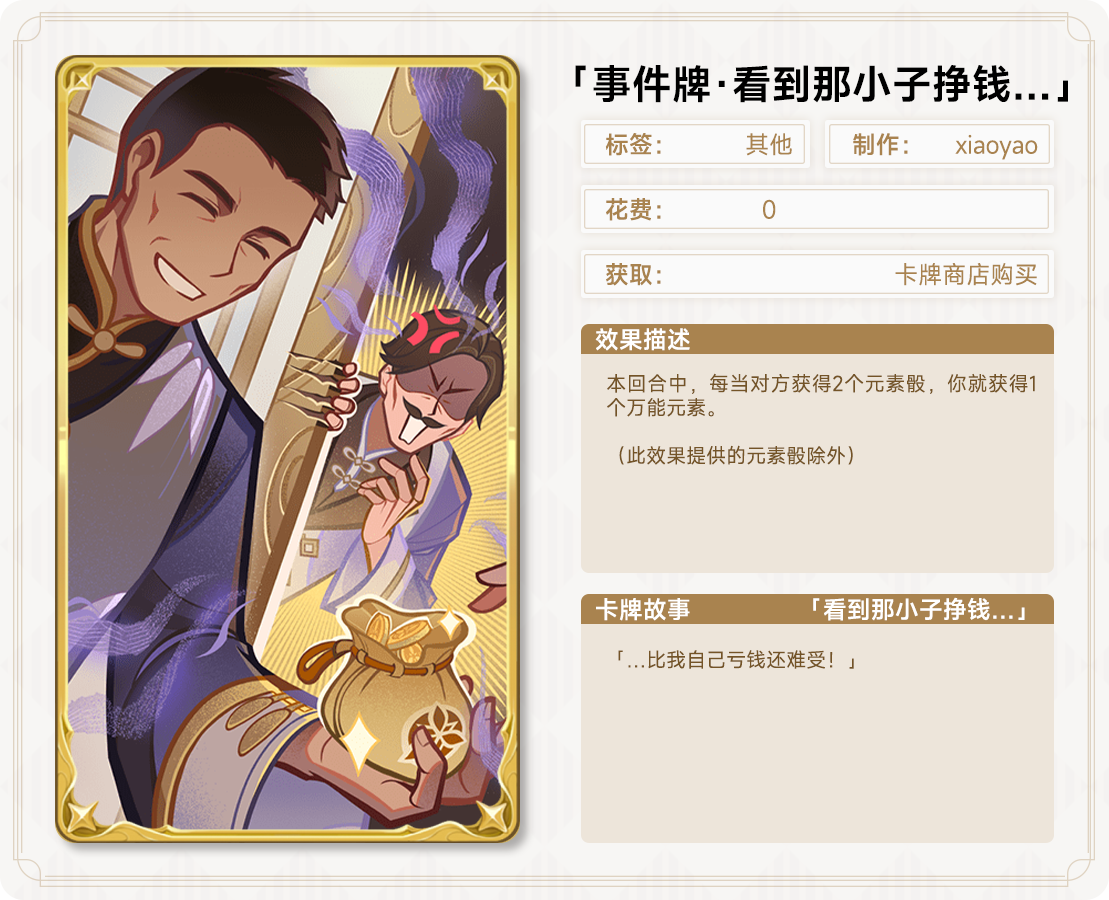 「事件牌·看到那小子挣钱...」
标签： 其他
制作： xiaoyao
花费： 0
获取： 卡牌商店购买
效果描述
本回合中，每当对方获得2个元素骰，你就获得1
个万能元素。
（此效果提供的元素骰除外）
卡牌故事 「看到那小子挣钱...」
「...比我自己亏钱还难受！」